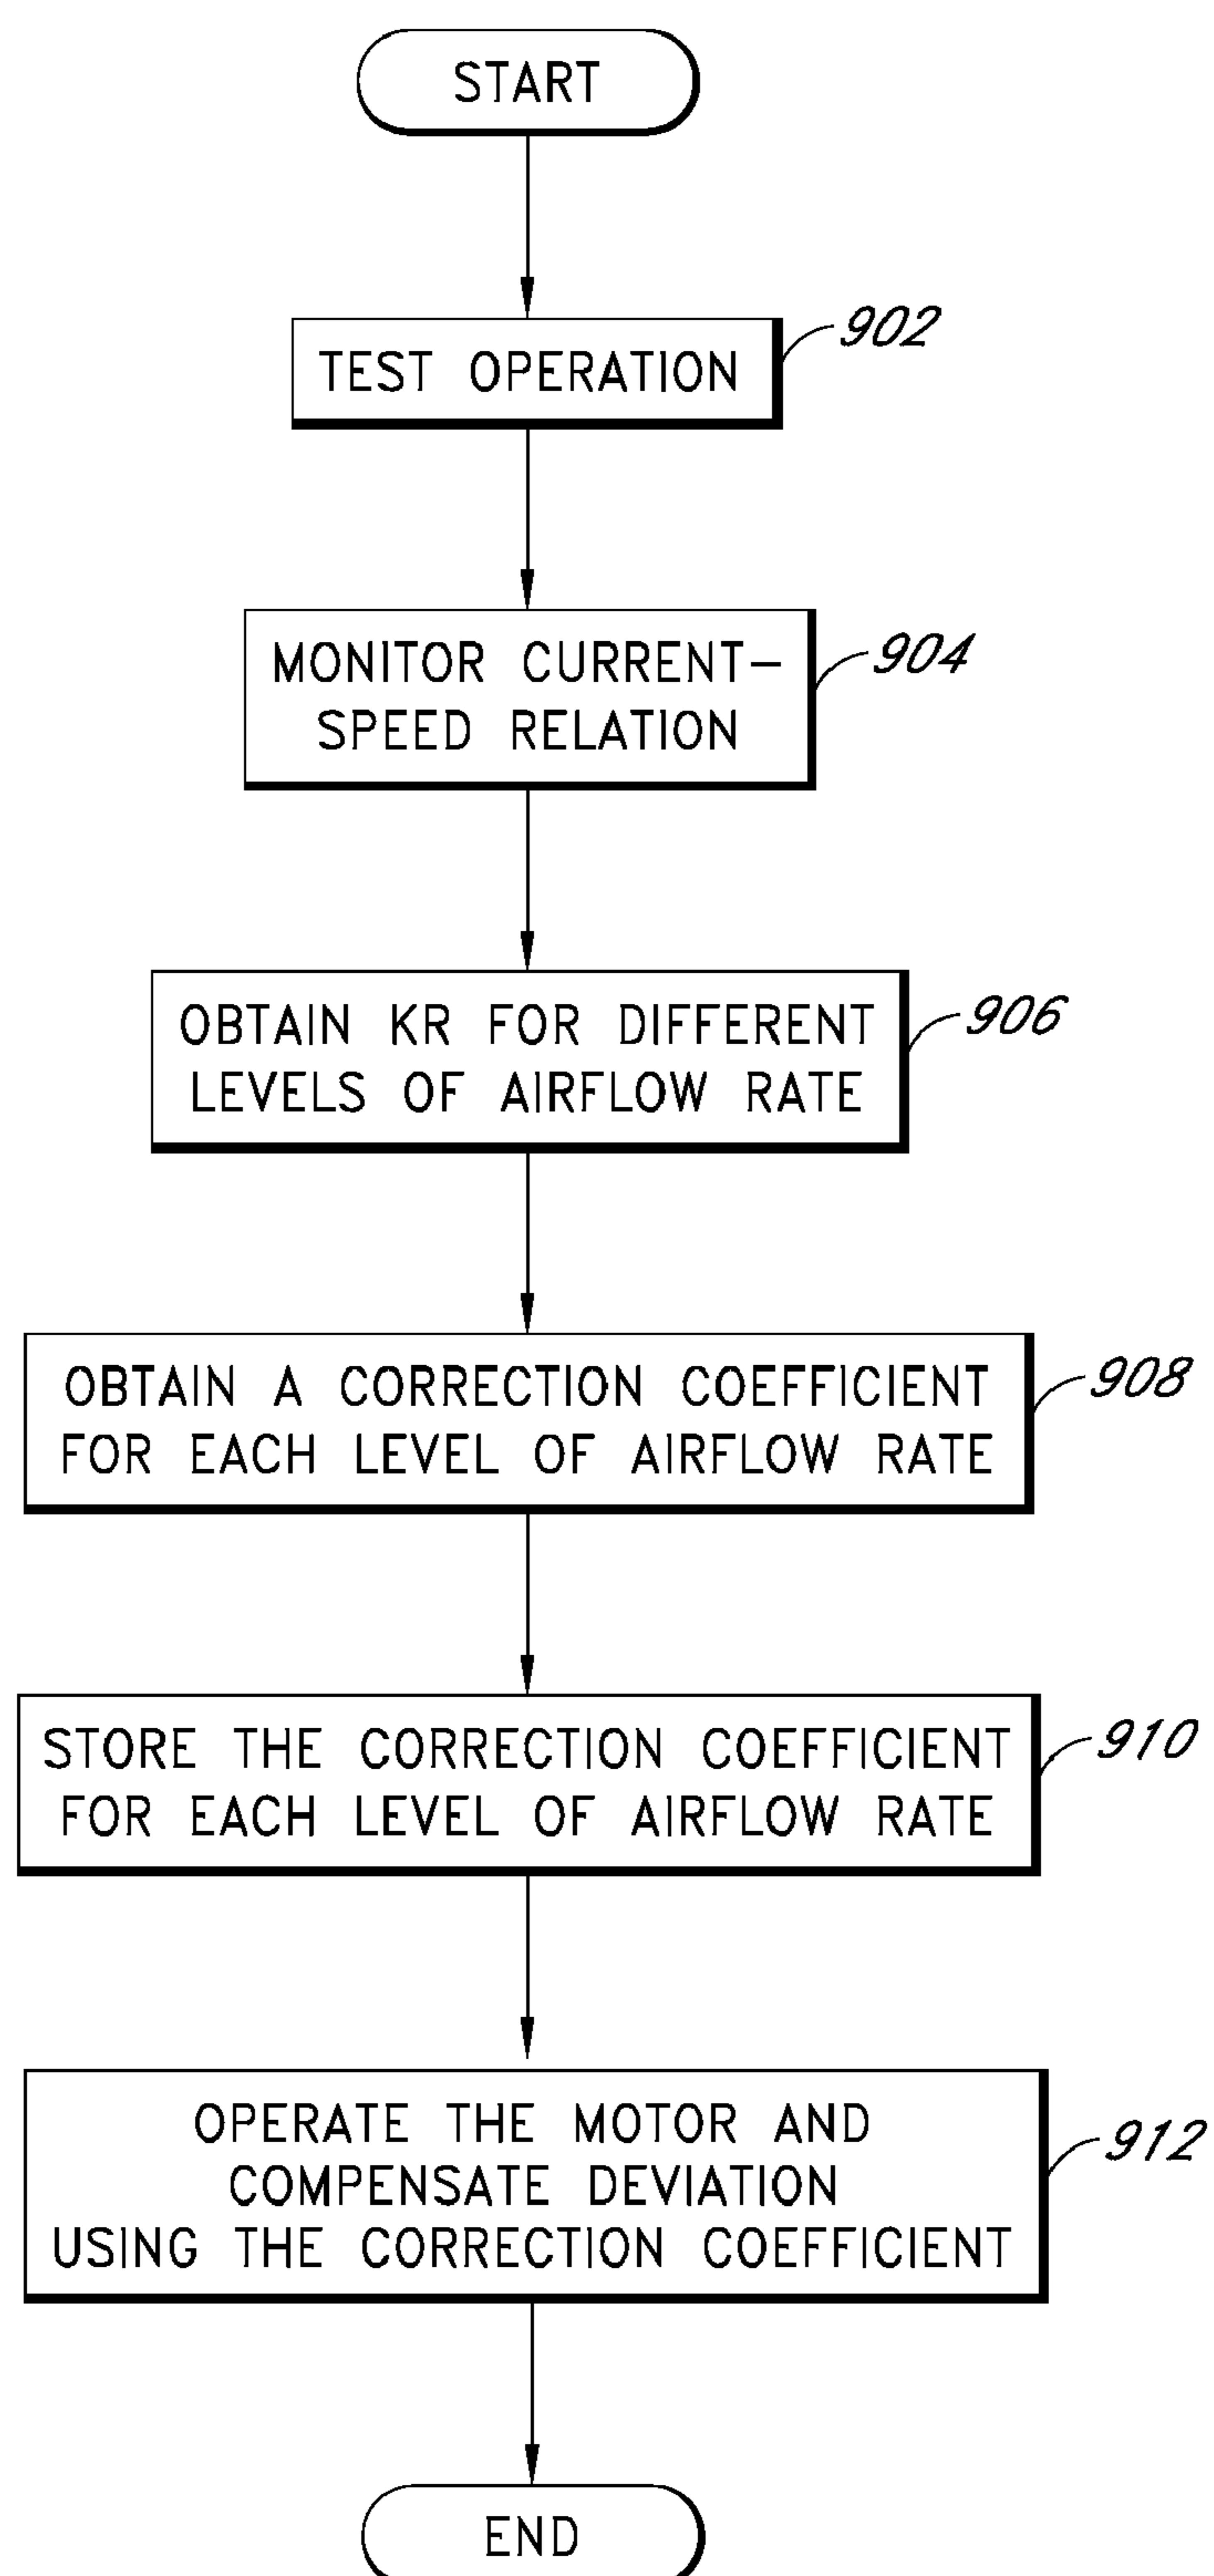 START
TEST OPERATION
902
MONITOR CURRENT-
SPEED RELATION
904
OBTAIN KR FOR DIFFERENT
LEVELS OF AIRFLOW RATE
906
OBTAIN A CORRECTION COEFFICIENT
FOR EACH LEVEL OF AIRFLOW RATE
908
STORE THE CORRECTION COEFFICIENT
FOR EACH LEVEL OF AIRFLOW RATE
910
OPERATE THE MOTOR AND
COMPENSATE DEVIATION
USING THE CORRECTION COEFFICIENT
912
END